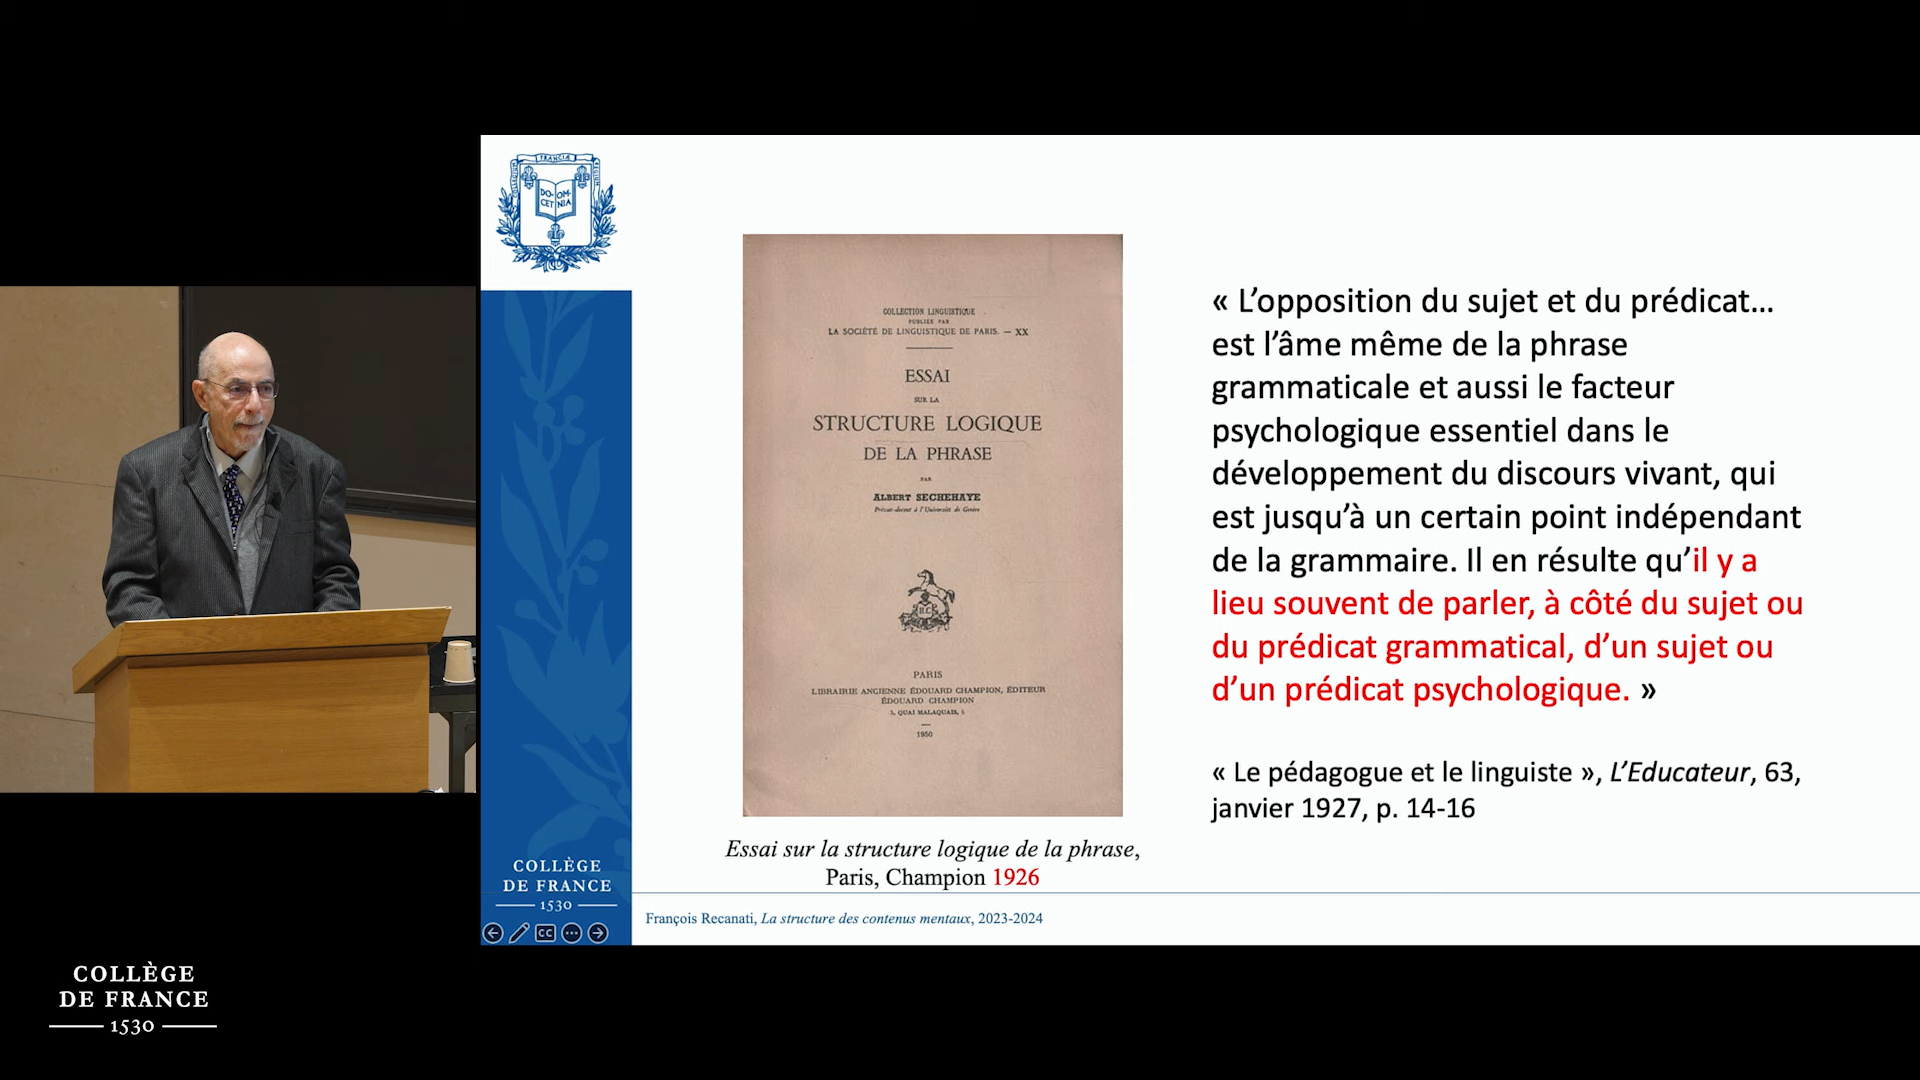 FRANCIÆ
DO- OM-
CET NIA
COLLECTION LINGUISTIQUE
PUBLIÉE PAR
LA SOCIÉTÉ DE LINGUISTIQUE DE PARIS. — XX
ESSAI
SUR LA
STRUCTURE LOGIQUE
DE LA PHRASE
PAR
ALBERT SECHEHAYE
Privat-docent à l'Université de Genève
PARIS
LIBRAIRIE ANCIENNE ÉDOUARD CHAMPION, ÉDITEUR
ÉDOUARD CHAMPION
5, QUAI MALAQUAIS, 5
1950
Essai sur la structure logique de la phrase,
Paris, Champion 1926
« L’opposition du sujet et du prédicat…
est l’âme même de la phrase
grammaticale et aussi le facteur
psychologique essentiel dans le
développement du discours vivant, qui
est jusqu’à un certain point indépendant
de la grammaire. Il en résulte qu’il y a
lieu souvent de parler, à côté du sujet ou
du prédicat grammatical, d’un sujet ou
d’un prédicat psychologique. »
« Le pédagogue et le linguiste », L’Educateur, 63,
janvier 1927, p. 14-16
COLLÈGE
DE FRANCE
1530
François Recanati, La structure des contenus mentaux, 2023-2024
CC
COLLÈGE
DE FRANCE
1530